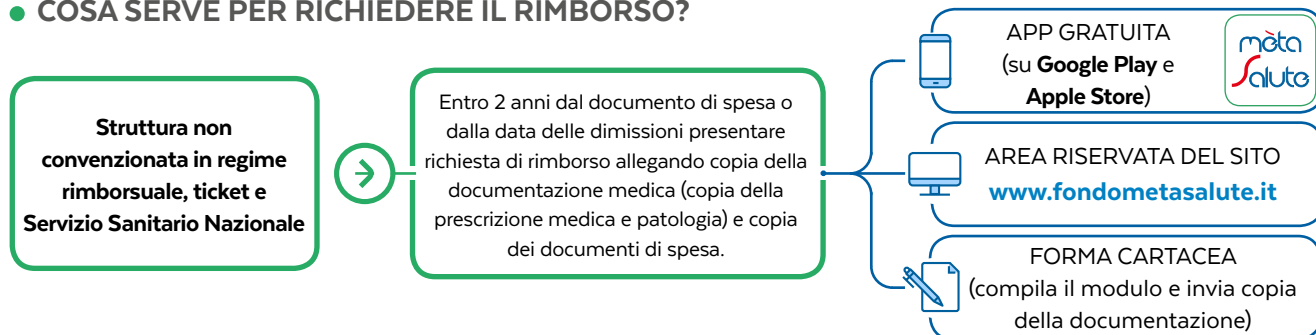 COSA SERVE PER RICHIEDERE IL RIMBORSO?
Struttura non
convenzionata in regime
rimborsuale, ticket e
Servizio Sanitario Nazionale
Entro 2 anni dal documento di spesa o
dalla data delle dimissioni presentare
richiesta di rimborso allegando copia della
documentazione medica (copia della
prescrizione medica e patologia) e copia
dei documenti di spesa.
APP GRATUITA
(su Google Play e
Apple Store)
mèta
Salute
AREA RISERVATA DEL SITO
www.fondometasalute.it
FORMA CARTACEA
(compila il modulo e invia copia
della documentazione)